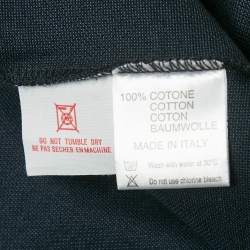 DO NOT TUMBLE DRY
NE PAS SECHER EN MACHINE
100% COTONE
COTTON
COTON
BAUMWOLLE
MADE IN ITALY
Wash with water at 30°C
Do not use chlorine bleach